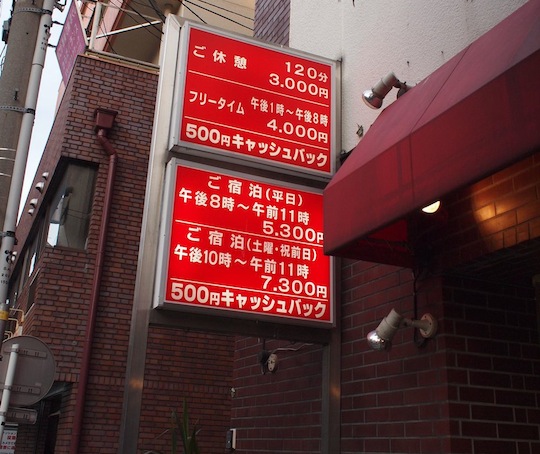 ご休憩 120分
3.000円
フリータイム 午後1時〜午後8時
4.000円
500円キャッシュバック
ご宿泊(平日)
午後8時〜午前11時
5.300円
ご宿泊(土曜・祝前日)
午後10時〜午前11時
7.300円
500円キャッシュバック